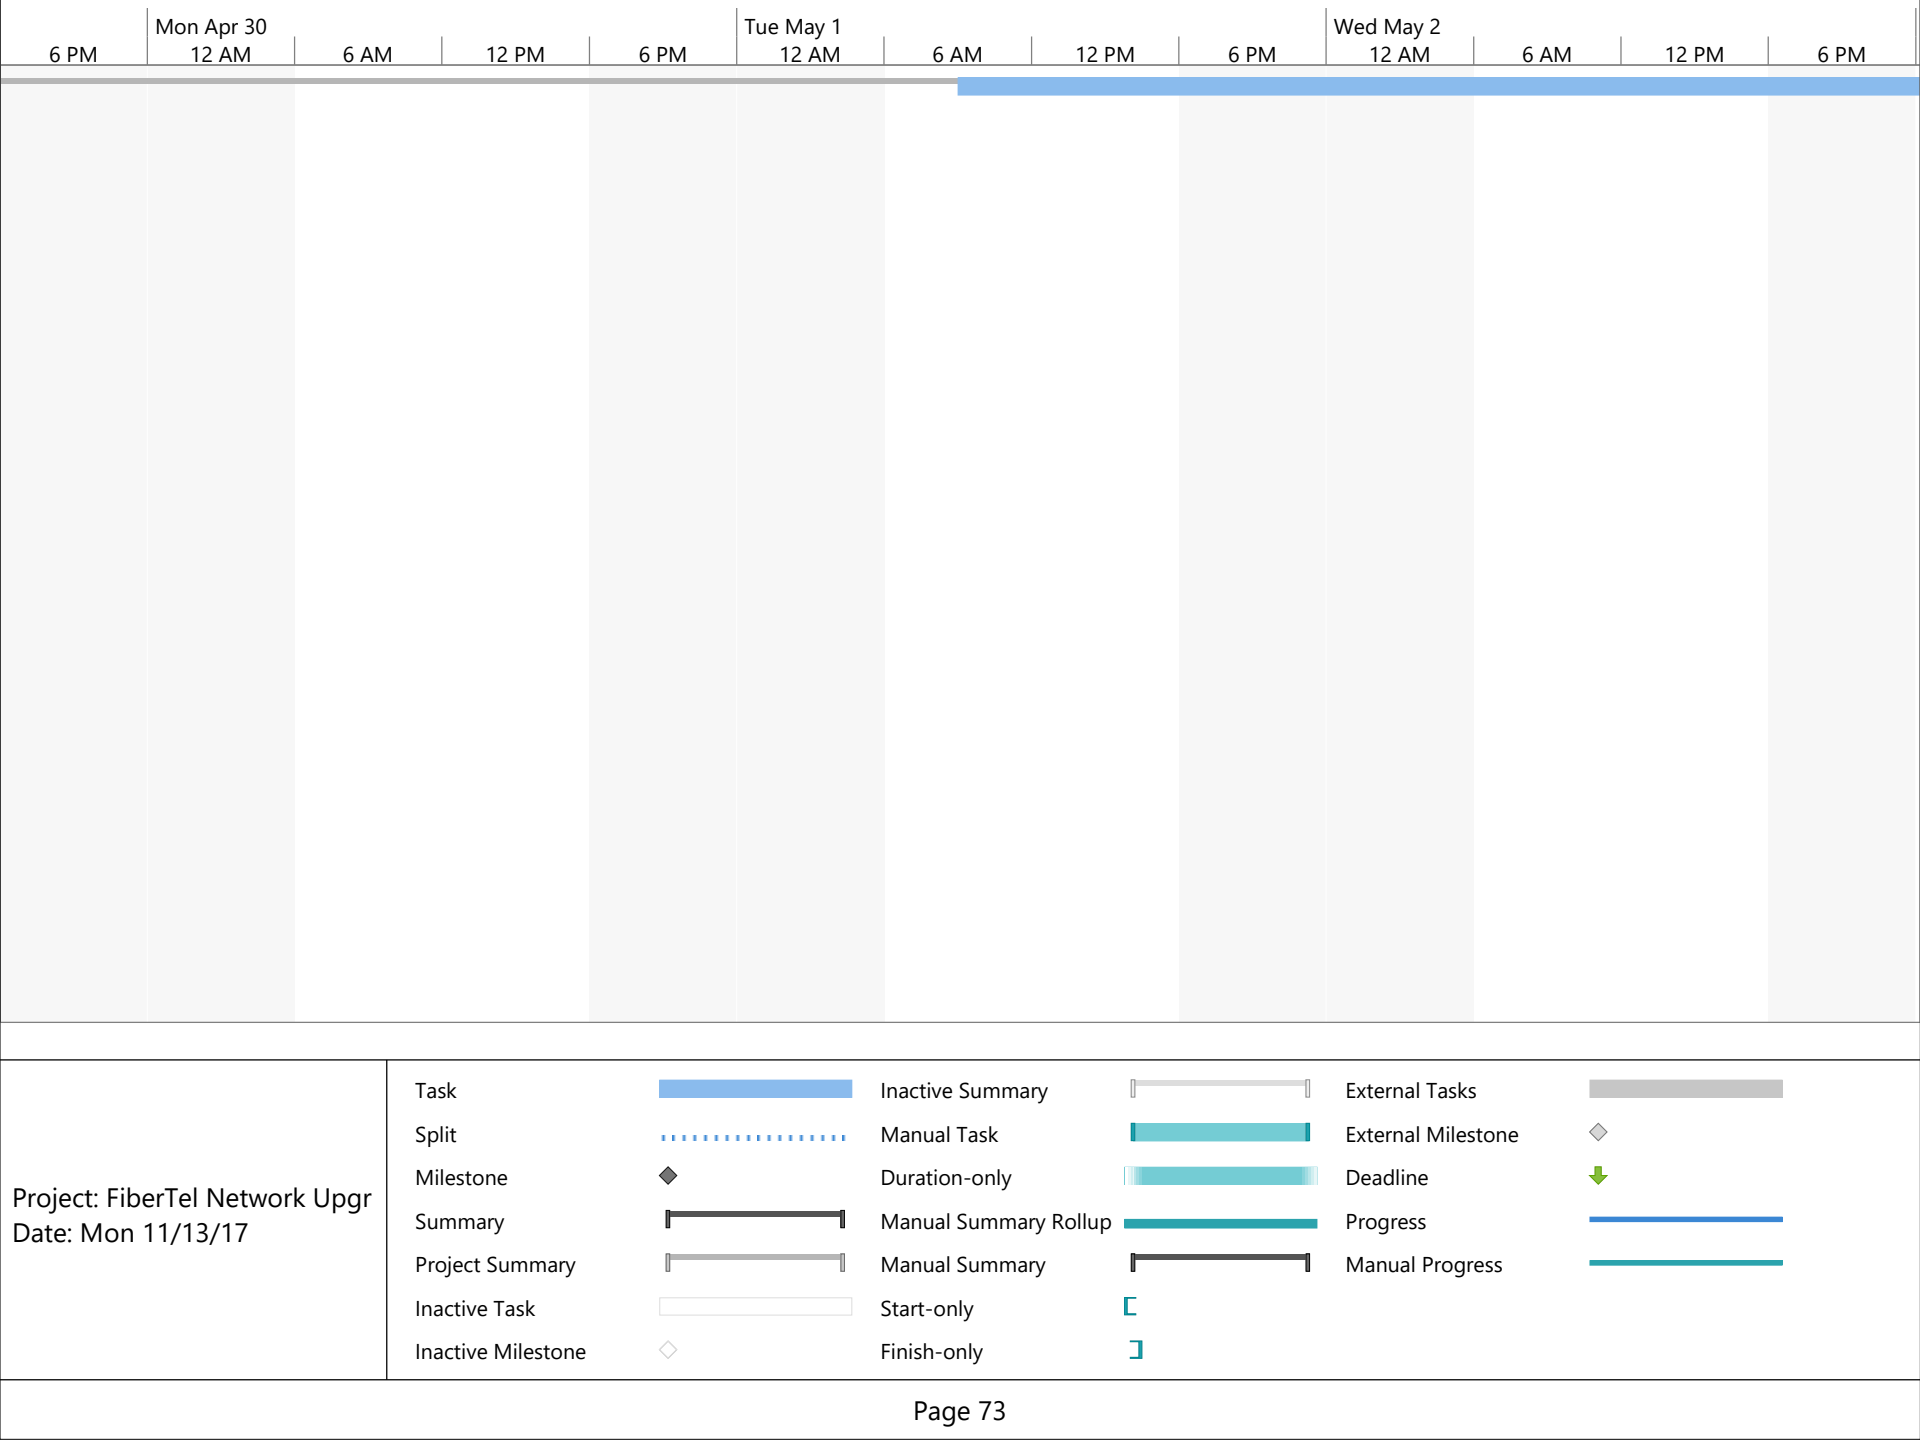 Mon Apr 30 Tue May 1 Wed May 2
6 PM 12 AM 6 AM 12 PM 6 PM 12 AM 6 AM 12 PM 6 PM 12 AM 6 AM 12 PM 6 PM
Project: FiberTel Network Upgr
Date: Mon 11/13/17
Task
Split
Milestone
Summary
Project Summary
Inactive Task
Inactive Milestone
Inactive Summary
Manual Task
Duration-only
Manual Summary Rollup
Manual Summary
Start-only
Finish-only
External Tasks
External Milestone
Deadline
Progress
Manual Progress
Page 73